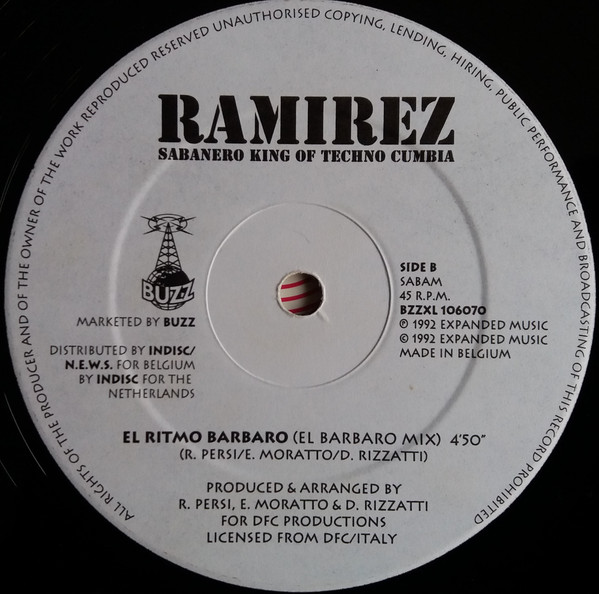 ALL RIGHTS OF THE PRODUCER AND OF THE OWNER OF THE WORK REPRODUCED RESERVED UNAUTHORISED COPYING, LENDING, HIRING, PUBLIC PERFORMANCE AND BROADCASTING OF THIS RECORD PROHIBITED
RAMIREZ
SABANERO KING OF TECHNO CUMBIA
BUZZ
MARKETED BY BUZZ
DISTRIBUTED BY INDISC/
N.E.W.S. FOR BELGIUM
BY INDISC FOR THE
NETHERLANDS
SIDE B
SABAM
45 R.P.M.
BZZXL 106070
℗ 1992 EXPANDED MUSIC
© 1992 EXPANDED MUSIC
MADE IN BELGIUM
EL RITMO BARBARO (EL BARBARO MIX) 4'50"
(R. PERSI/E. MORATTO/D. RIZZATTI)
PRODUCED & ARRANGED BY
R. PERSI, E. MORATTO & D. RIZZATTI
FOR DFC PRODUCTIONS
LICENSED FROM DFC/ITALY